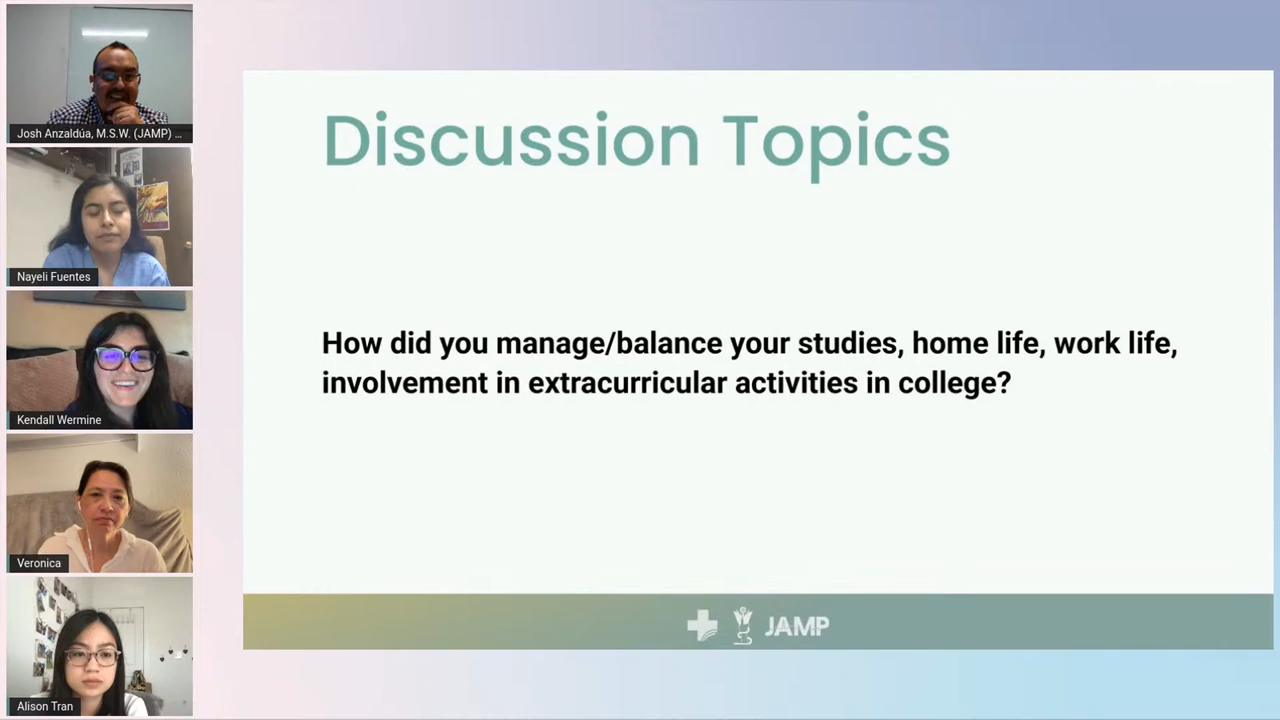 Josh Anzaldúa, M.S.W. (JAMP) ...
Nayeli Fuentes
Kendall Wermine
Veronica
Alison Tran
Discussion Topics
How did you manage/balance your studies, home life, work life,
involvement in extracurricular activities in college?
JAMP